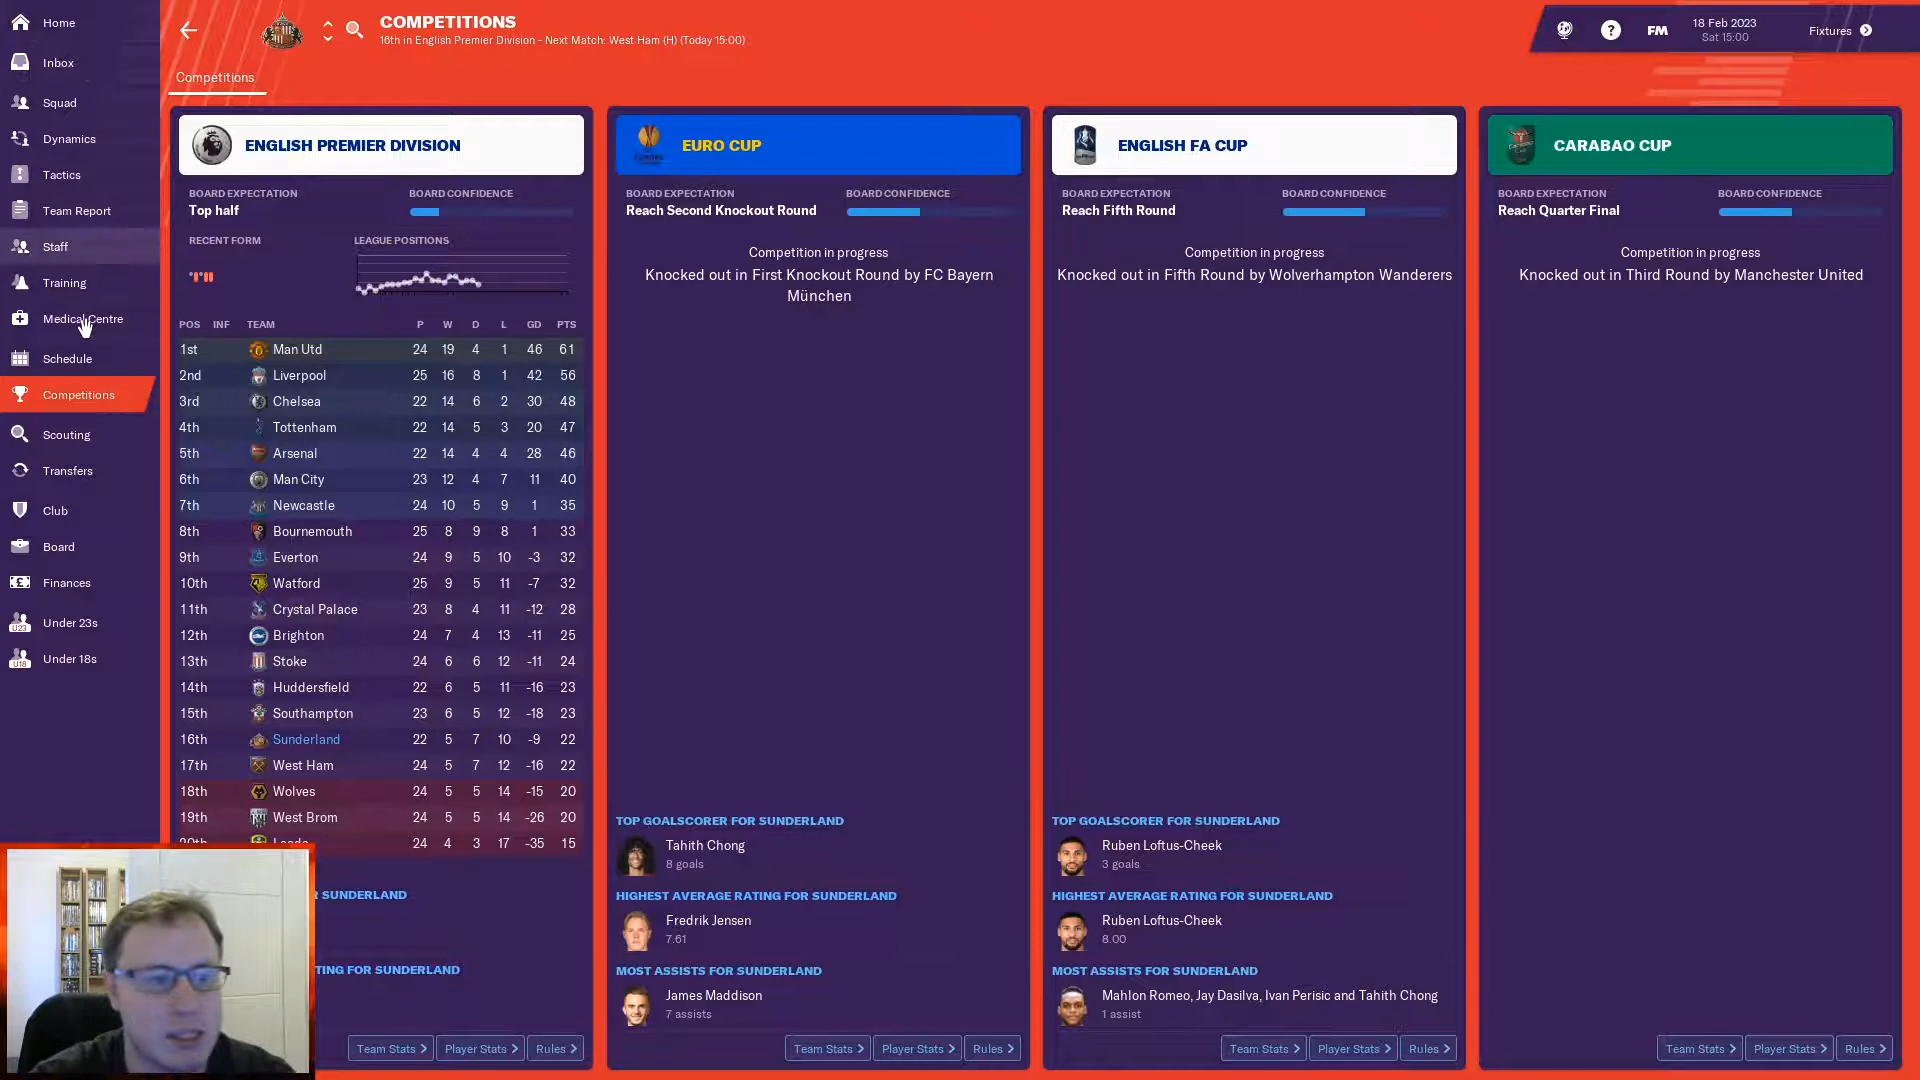 Home
Inbox
Squad
Dynamics
Tactics
Team Report
Staff
Training
Medical Centre
Schedule
Competitions
Scouting
Transfers
Club
Board
Finances
Under 23s
Under 18s
COMPETITIONS
16th in English Premier Division - Next Match: West Ham (H) (Today 15:00)
?
FM
18 Feb 2023
Sat 15:00
Fixtures
Competitions
ENGLISH PREMIER DIVISION
BOARD EXPECTATION BOARD CONFIDENCE
Top half
RECENT FORM LEAGUE POSITIONS
POS INF TEAM P W D L GD PTS
1st Man Utd 24 19 4 1 46 61
2nd Liverpool 25 16 8 1 42 56
3rd Chelsea 22 14 6 2 30 48
4th Tottenham 22 14 5 3 20 47
5th Arsenal 22 14 4 4 28 46
6th Man City 23 12 4 7 11 40
7th Newcastle 24 10 5 9 1 35
8th Bournemouth 25 8 9 8 1 33
9th Everton 24 9 5 10 -3 32
10th Watford 25 9 5 11 -7 32
11th Crystal Palace 23 8 4 11 -12 28
12th Brighton 24 7 4 13 -11 25
13th Stoke 24 6 6 12 -11 24
14th Huddersfield 22 6 5 11 -16 23
15th Southampton 23 6 5 12 -18 23
16th Sunderland 22 5 7 10 -9 22
17th West Ham 24 5 7 12 -16 22
18th Wolves 24 5 5 14 -15 20
19th West Brom 24 5 5 14 -26 20
20th Leeds 24 4 3 17 -35 15
SUNDERLAND
TING FOR SUNDERLAND
Team Stats Player Stats Rules
EURO CUP
BOARD EXPECTATION BOARD CONFIDENCE
Reach Second Knockout Round
Competition in progress
Knocked out in First Knockout Round by FC Bayern
München
TOP GOALSCORER FOR SUNDERLAND
Tahith Chong
8 goals
HIGHEST AVERAGE RATING FOR SUNDERLAND
Fredrik Jensen
7.61
MOST ASSISTS FOR SUNDERLAND
James Maddison
7 assists
Team Stats Player Stats Rules
ENGLISH FA CUP
BOARD EXPECTATION BOARD CONFIDENCE
Reach Fifth Round
Competition in progress
Knocked out in Fifth Round by Wolverhampton Wanderers
TOP GOALSCORER FOR SUNDERLAND
Ruben Loftus-Cheek
3 goals
HIGHEST AVERAGE RATING FOR SUNDERLAND
Ruben Loftus-Cheek
8.00
MOST ASSISTS FOR SUNDERLAND
Mahlon Romeo, Jay Dasilva, Ivan Perisic and Tahith Chong
1 assist
Team Stats Player Stats Rules
CARABAO CUP
BOARD EXPECTATION BOARD CONFIDENCE
Reach Quarter Final
Competition in progress
Knocked out in Third Round by Manchester United
Team Stats Player Stats Rules